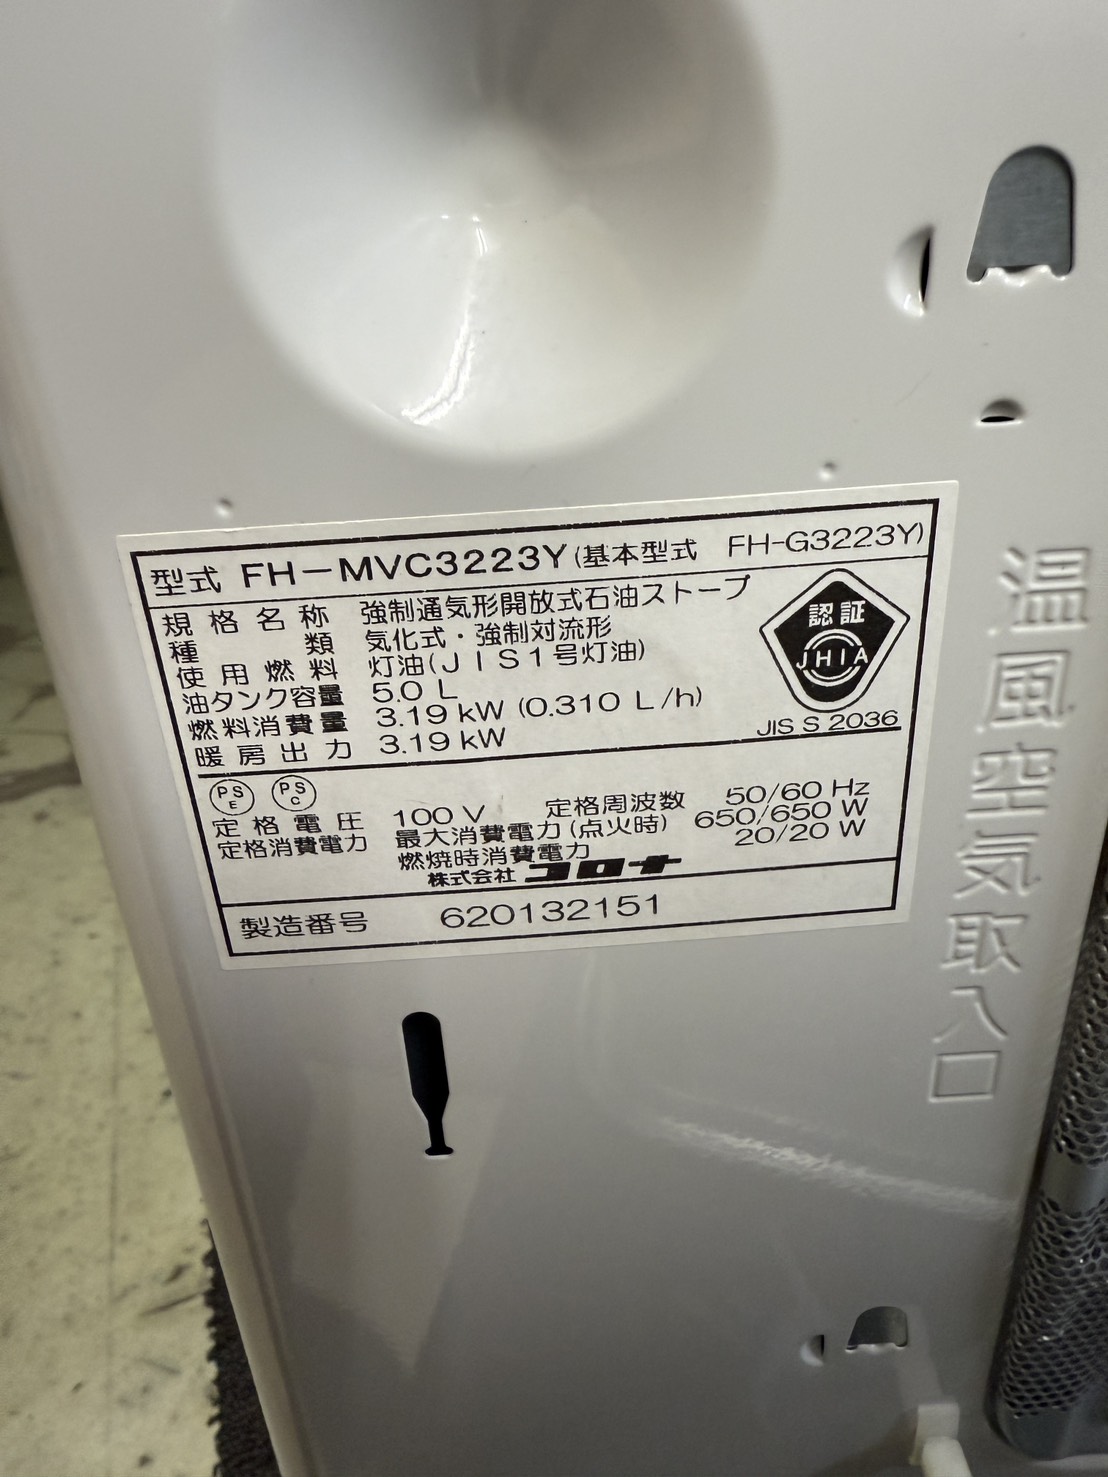 型式 FH-MVC3223Y(基本型式 FH-G3223Y)
規格名称 強制通気形開放式石油ストーブ
種類 気化式・強制対流形
使用燃料 灯油(JIS1号灯油)
油タンク容量 5.0 L
燃料消費量 3.19 kW (0.310 L/h)
暖房出力 3.19 kW
認証
JHIA
JIS S 2036
PS E PS C
定格電圧 100 V 定格周波数 50/60 Hz
定格消費電力 最大消費電力(点火時) 650/650 W
燃焼時消費電力 20/20 W
株式会社 コロナ
製造番号 620132151
温風空気取入口